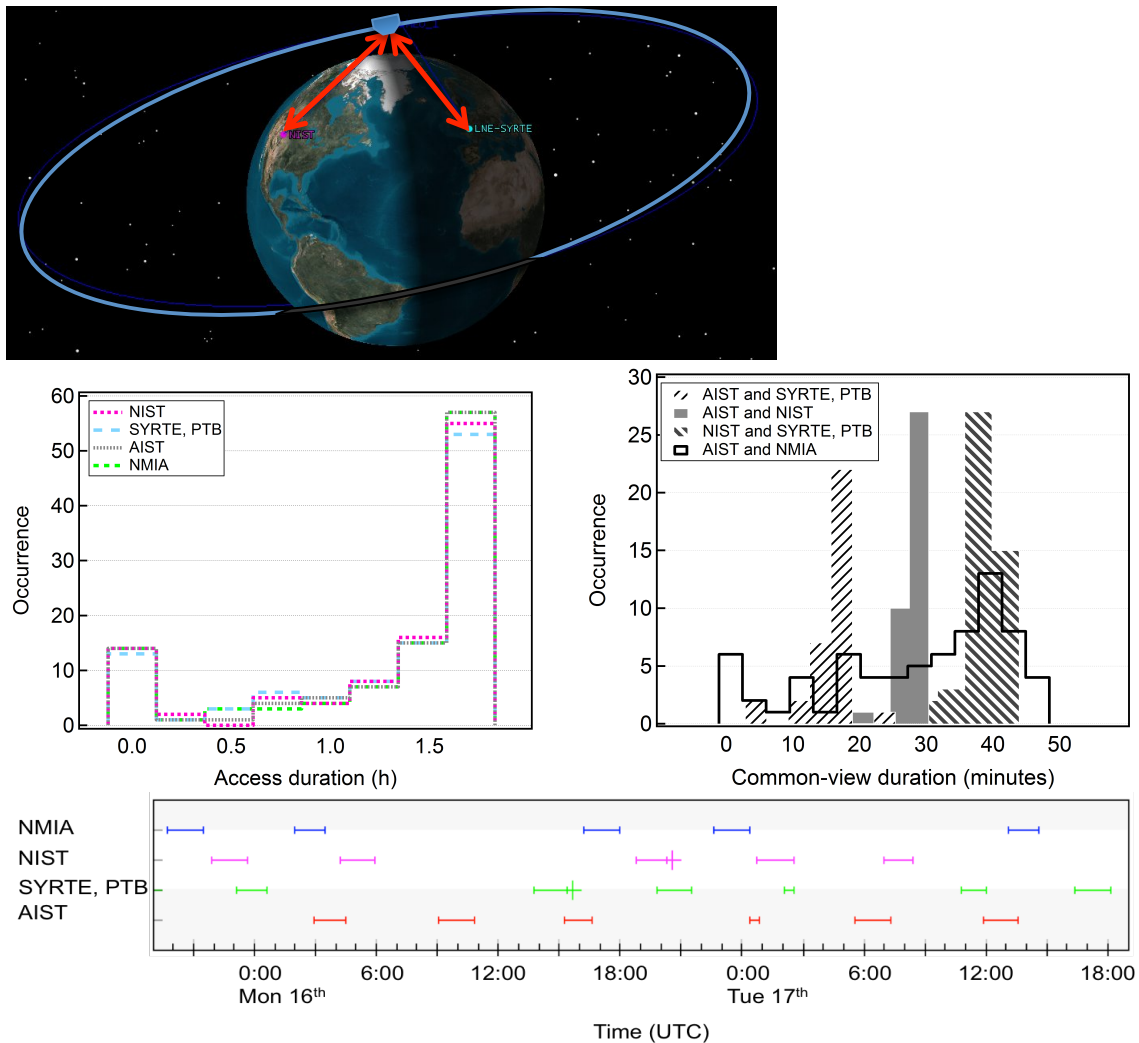 NIST
LNE-SYRTE
60
50
40
30
20
10
0
Occurrence
NIST
SYRTE, PTB
AIST
NMIA
0.0 0.5 1.0 1.5
Access duration (h)
30
25
20
15
10
5
0
Occurrence
AIST and SYRTE, PTB
AIST and NIST
NIST and SYRTE, PTB
AIST and NMIA
0 10 20 30 40 50
Common-view duration (minutes)
NMIA
NIST
SYRTE, PTB
AIST
0:00 6:00 12:00 18:00 0:00 6:00 12:00 18:00
Mon 16th Tue 17th
Time (UTC)